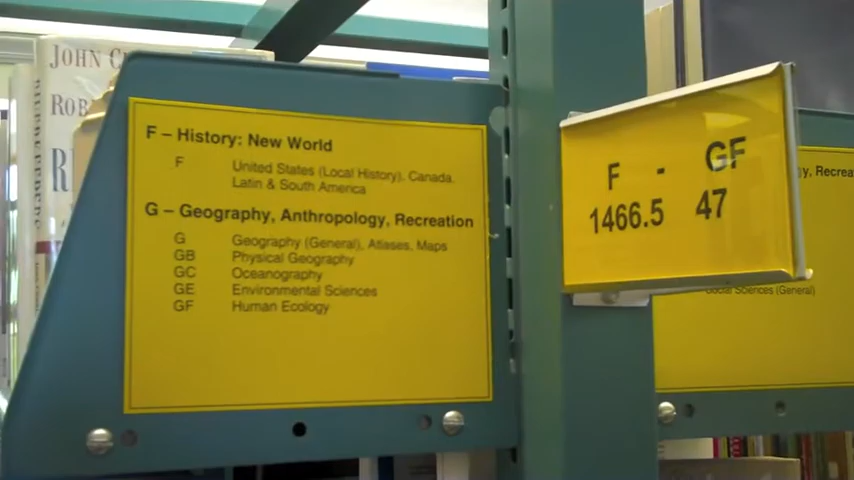 JOHN
F – History: New World
F United States (Local History), Canada,
Latin & South America
G – Geography, Anthropology, Recreation
G Geography (General), Atlases, Maps
GB Physical Geography
GC Oceanography
GE Environmental Sciences
GF Human Ecology
F - GF
1466.5 47
Social Sciences (General)